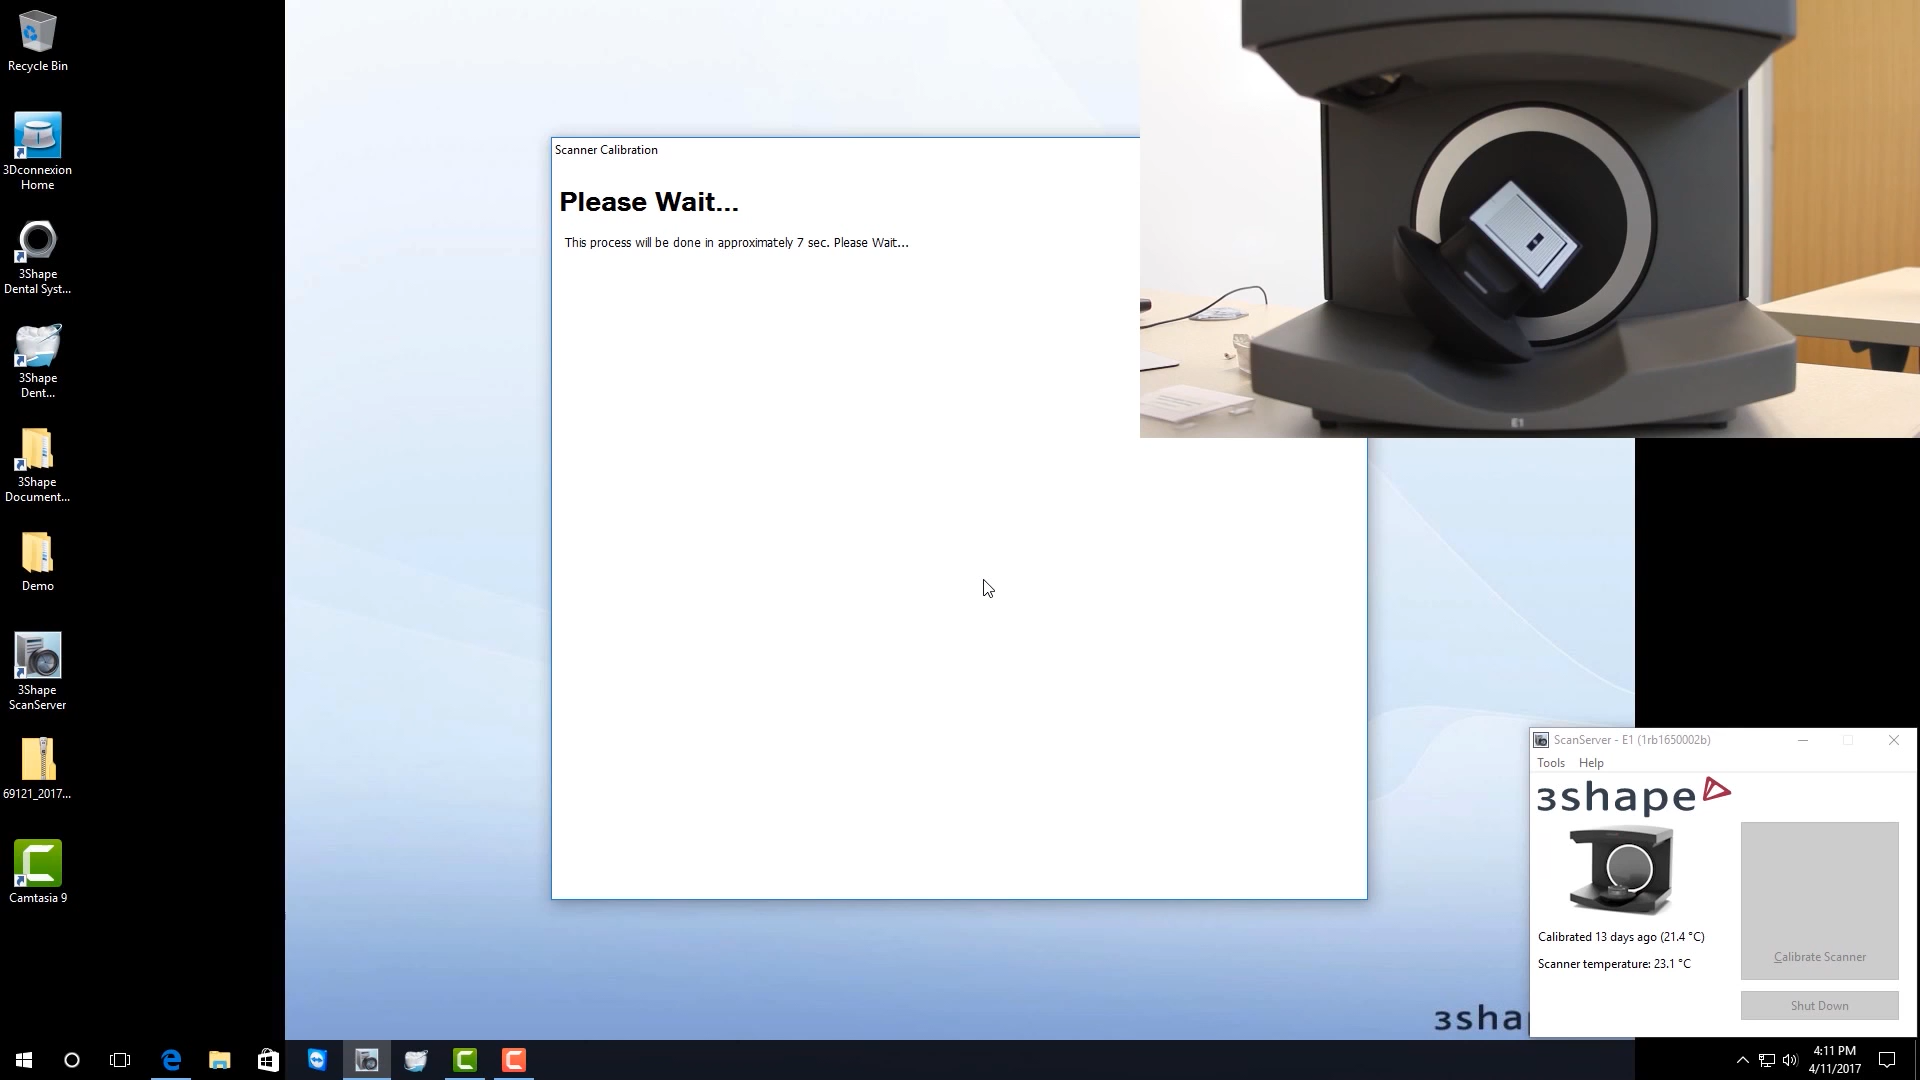 Recycle Bin
3Dconnexion
Home
3Shape
Dental Syst...
3Shape
Dent...
3Shape
Document...
Demo
3Shape
ScanServer
69121_2017...
Camtasia 9
Scanner Calibration
Please Wait...
This process will be done in approximately 7 sec. Please Wait...
E1
ScanServer - E1 (1rb1650002b)
Tools Help
3shape
Calibrated 13 days ago (21.4 °C)
Scanner temperature: 23.1 °C
Calibrate Scanner
Shut Down
3sha
4:11 PM
4/11/2017